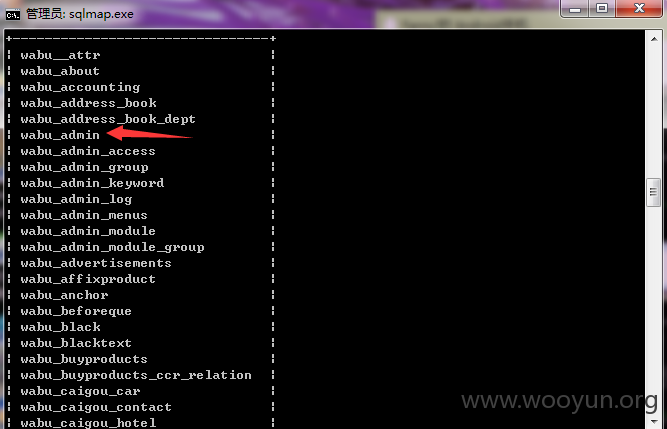 管理员: sqlmap.exe
+--------------------------------+
| wabu__attr |
| wabu_about |
| wabu_accounting |
| wabu_address_book |
| wabu_address_book_dept |
| wabu_admin |
| wabu_admin_access |
| wabu_admin_group |
| wabu_admin_keyword |
| wabu_admin_log |
| wabu_admin_menus |
| wabu_admin_module |
| wabu_admin_module_group |
| wabu_advertisements |
| wabu_affixproduct |
| wabu_anchor |
| wabu_beforeque |
| wabu_black |
| wabu_blacktext |
| wabu_buyproducts |
| wabu_buyproducts_ccr_relation |
| wabu_caigou_car |
| wabu_caigou_contact |
| wabu_caigou_hotel |
www.wooyun.org